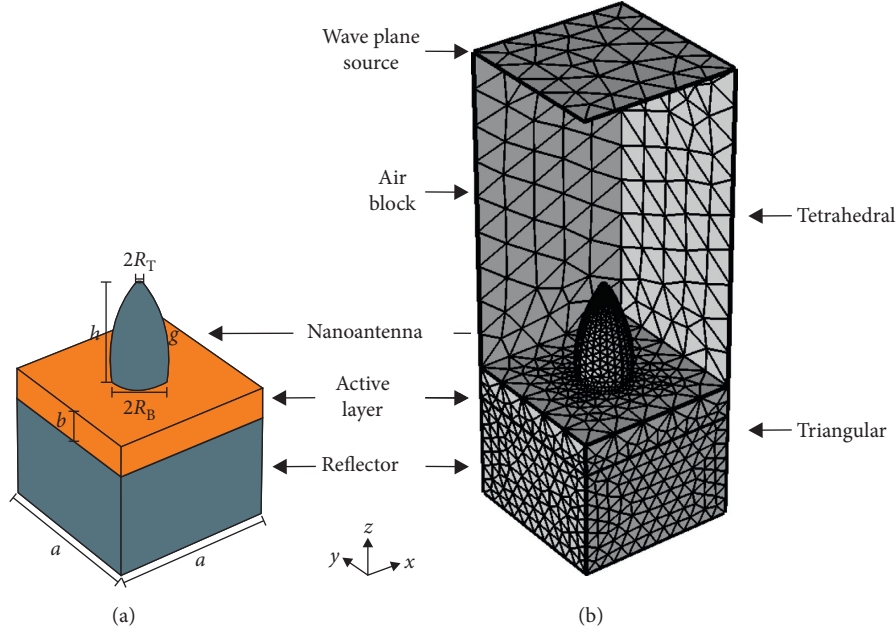 Wave plane
source
Air
block
Tetrahedral
2R_T
h
g
Nanoantenna
Active
layer
b
2R_B
Triangular
Reflector
a
a
z
y
x
(a)
(b)